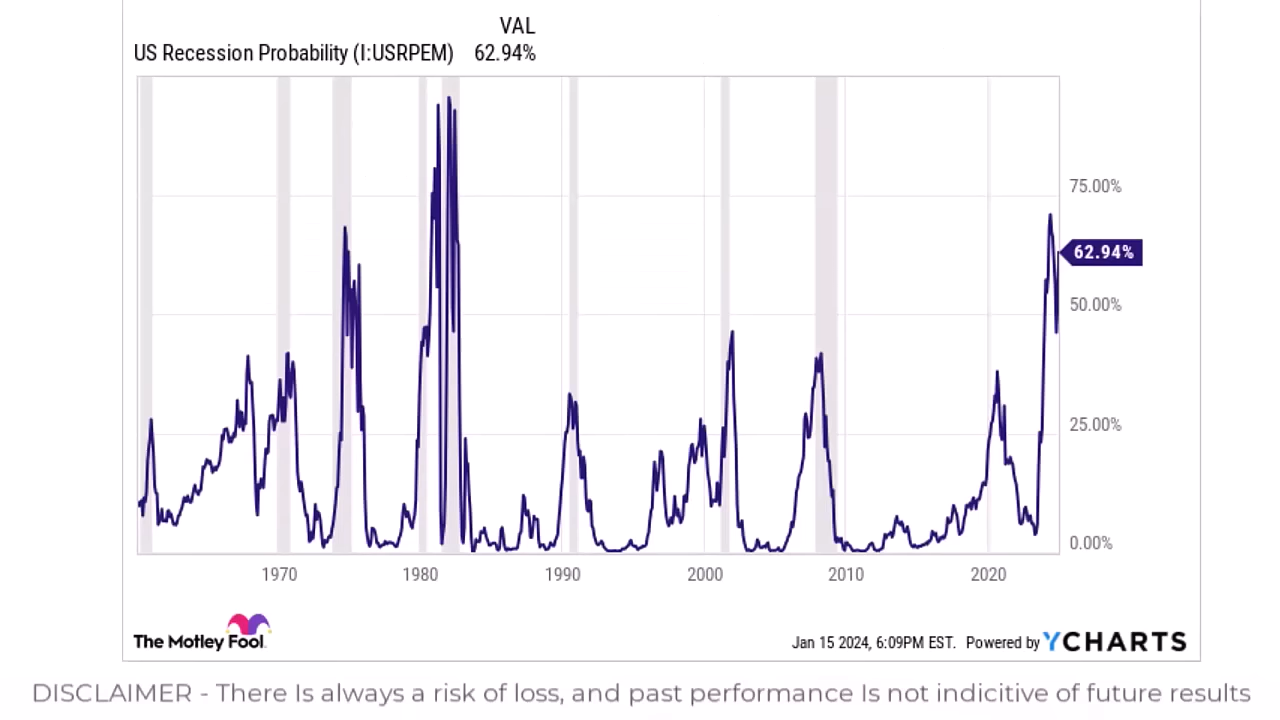 VAL
US Recession Probability (I:USRPEM) 62.94%
75.00%
62.94%
50.00%
25.00%
0.00%
1970 1980 1990 2000 2010 2020
The Motley Fool.
Jan 15 2024, 6:09PM EST. Powered by YCHARTS
DISCLAIMER - There Is always a risk of loss, and past performance Is not indicitive of future results